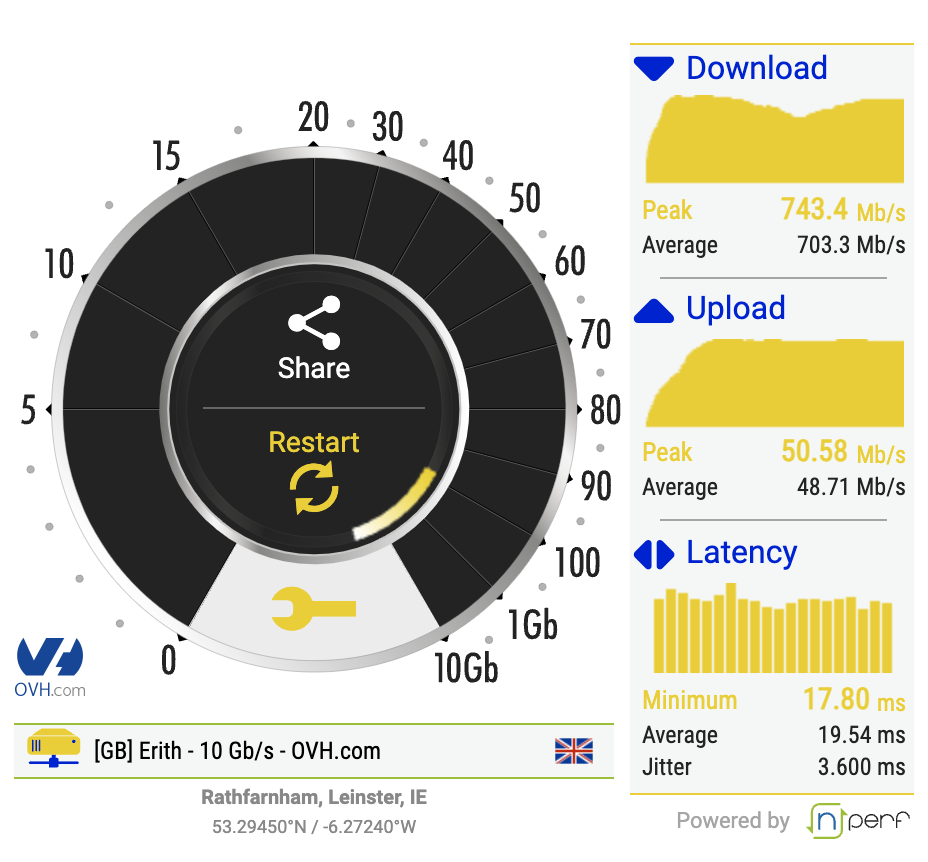 Download
Peak 743.4 Mb/s
Average 703.3 Mb/s
Upload
Peak 50.58 Mb/s
Average 48.71 Mb/s
Latency
Minimum 17.80 ms
Average 19.54 ms
Jitter 3.600 ms
0
5
10
15
20
30
40
50
60
70
80
90
100
1Gb
10Gb
Share
Restart
OVH.com
[GB] Erith - 10 Gb/s - OVH.com
Rathfarnham, Leinster, IE
53.29450°N / -6.27240°W
Powered by nperf